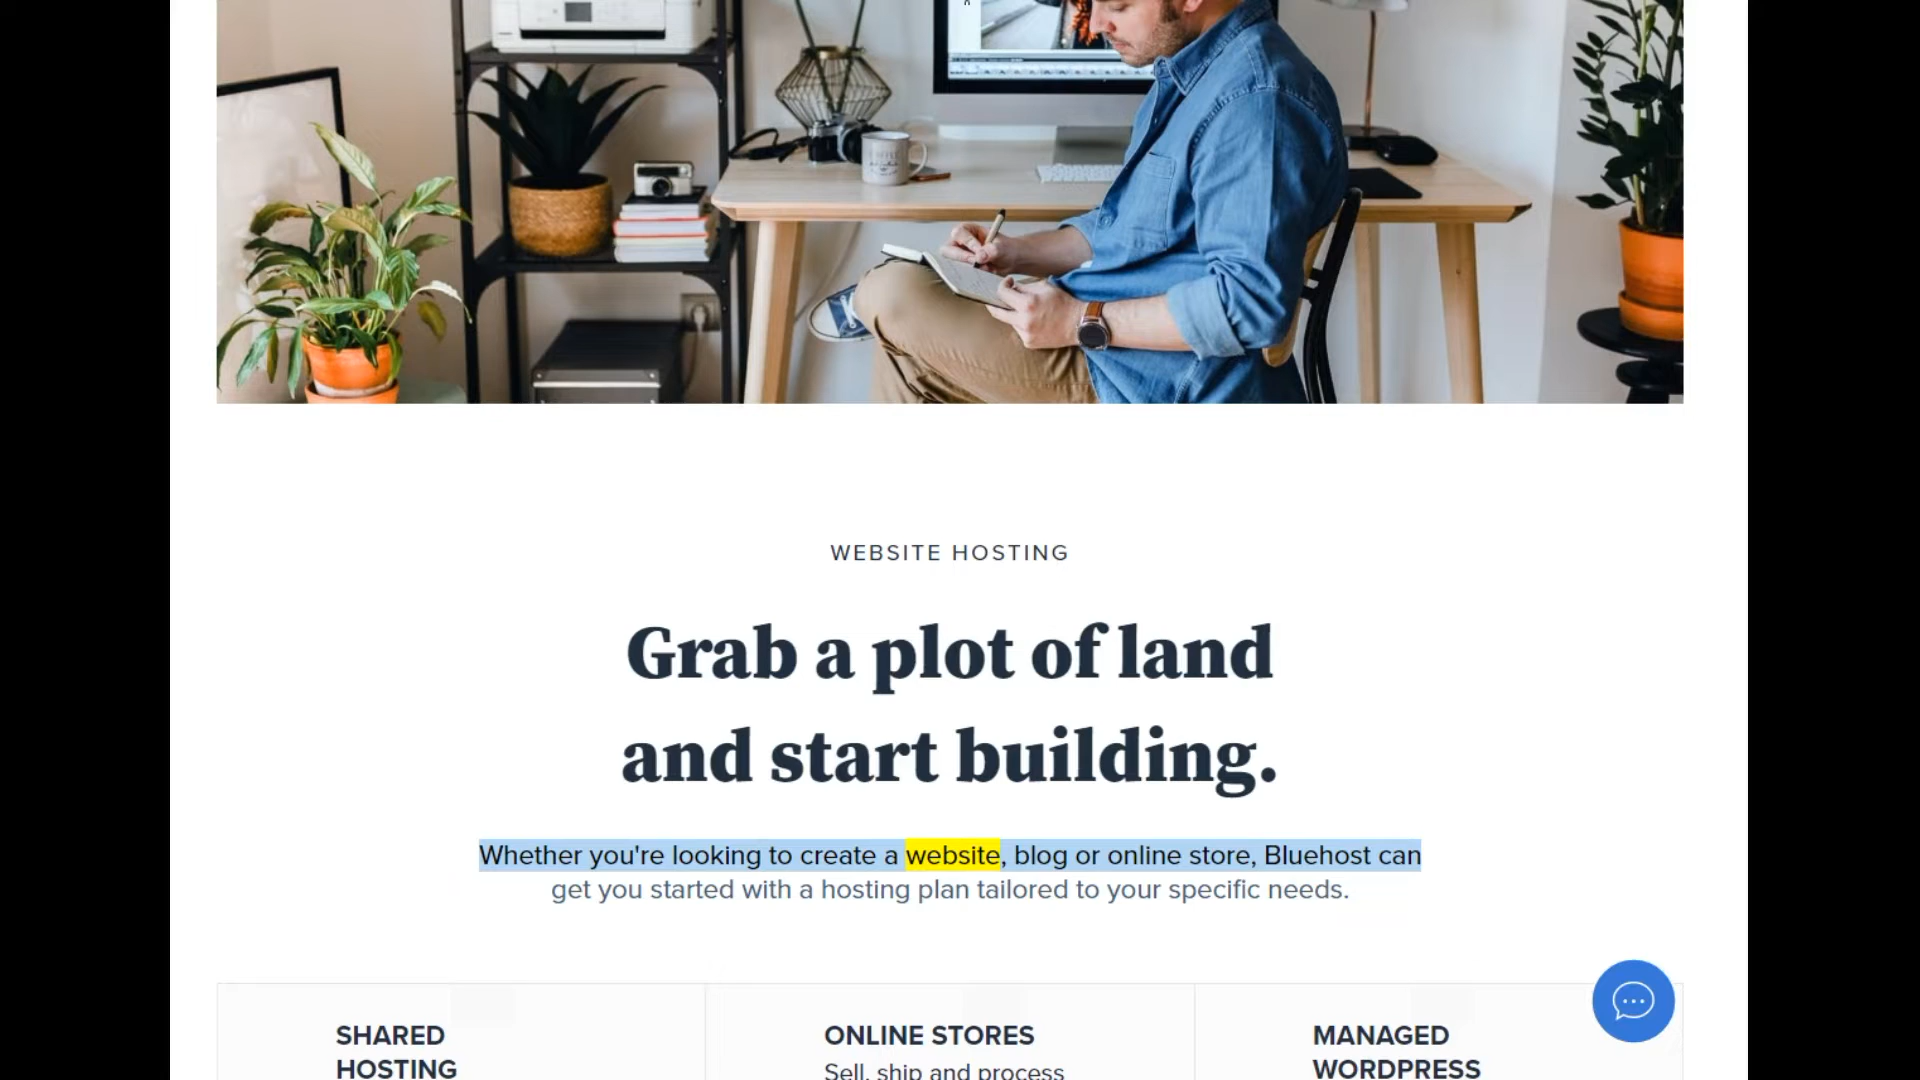 WEBSITE HOSTING
Grab a plot of land
and start building.
Whether you're looking to create a website, blog or online store, Bluehost can
get you started with a hosting plan tailored to your specific needs.
SHARED
HOSTING
ONLINE STORES
Sell, ship and process
MANAGED
WORDPRESS